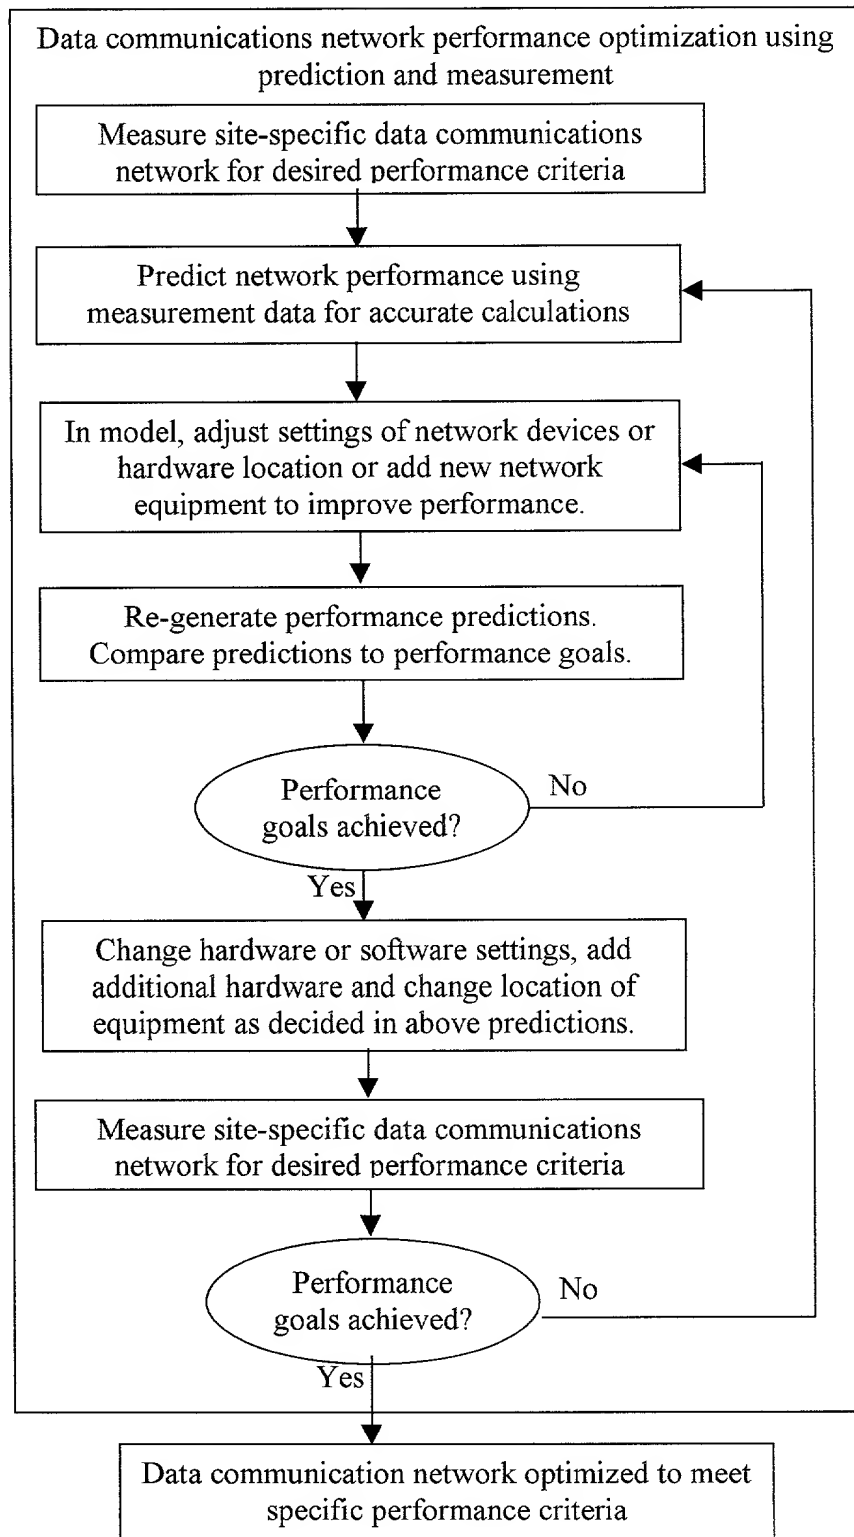 Data communications network performance optimization using
prediction and measurement
Measure site-specific data communications
network for desired performance criteria
Predict network performance using
measurement data for accurate calculations
In model, adjust settings of network devices or
hardware location or add new network
equipment to improve performance.
Re-generate performance predictions.
Compare predictions to performance goals.
Performance
goals achieved?
No
Yes
Change hardware or software settings, add
additional hardware and change location of
equipment as decided in above predictions.
Measure site-specific data communications
network for desired performance criteria
Performance
goals achieved?
No
Yes
Data communication network optimized to meet
specific performance criteria